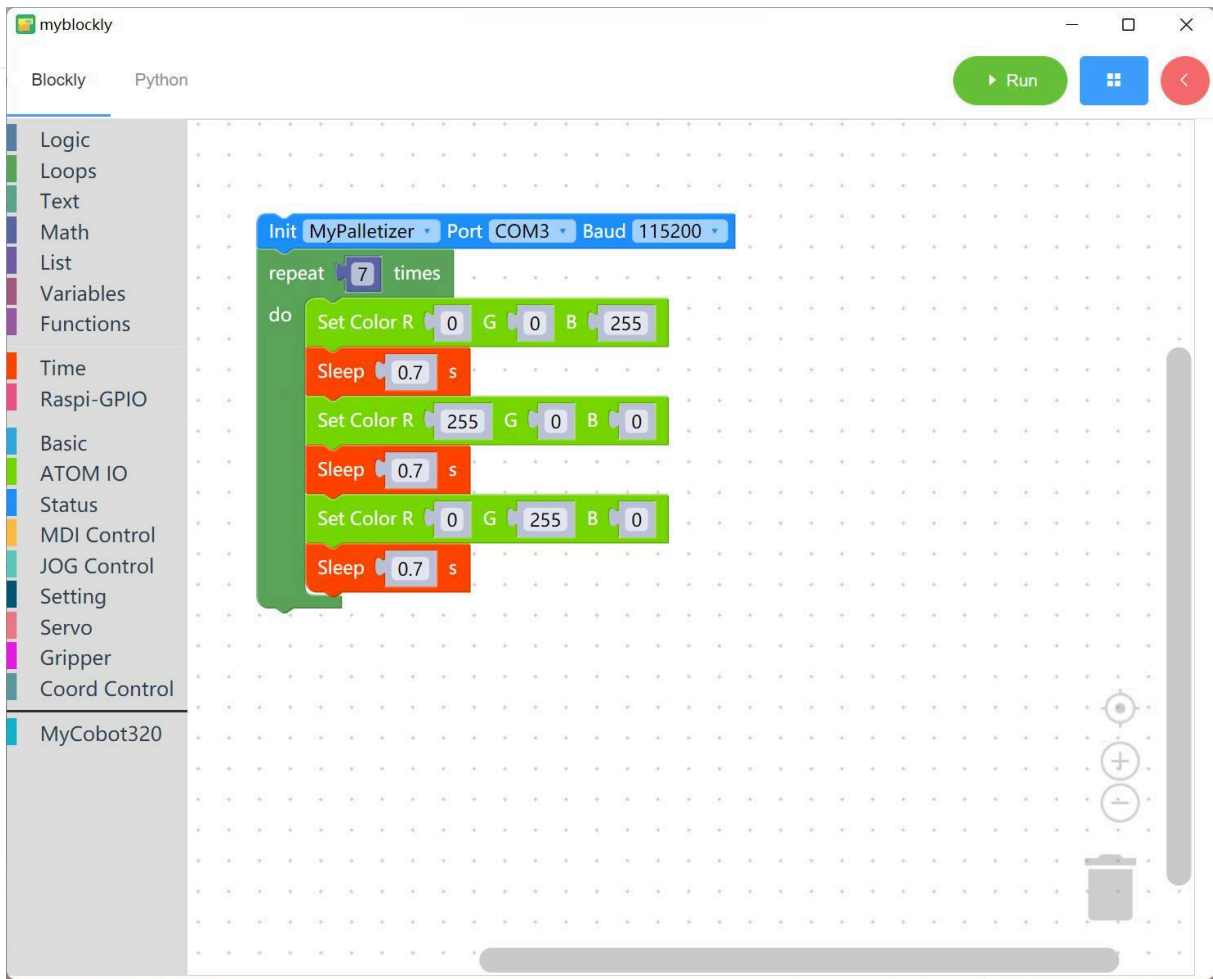 myblockly
Blockly Python Run
Logic
Loops
Text
Math
List
Variables
Functions
Time
Raspi-GPIO
Basic
ATOM IO
Status
MDI Control
JOG Control
Setting
Servo
Gripper
Coord Control
MyCobot320
Init MyPalletizer Port COM3 Baud 115200
repeat 7 times
do Set Color R 0 G 0 B 255
Sleep 0.7 s
Set Color R 255 G 0 B 0
Sleep 0.7 s
Set Color R 0 G 255 B 0
Sleep 0.7 s